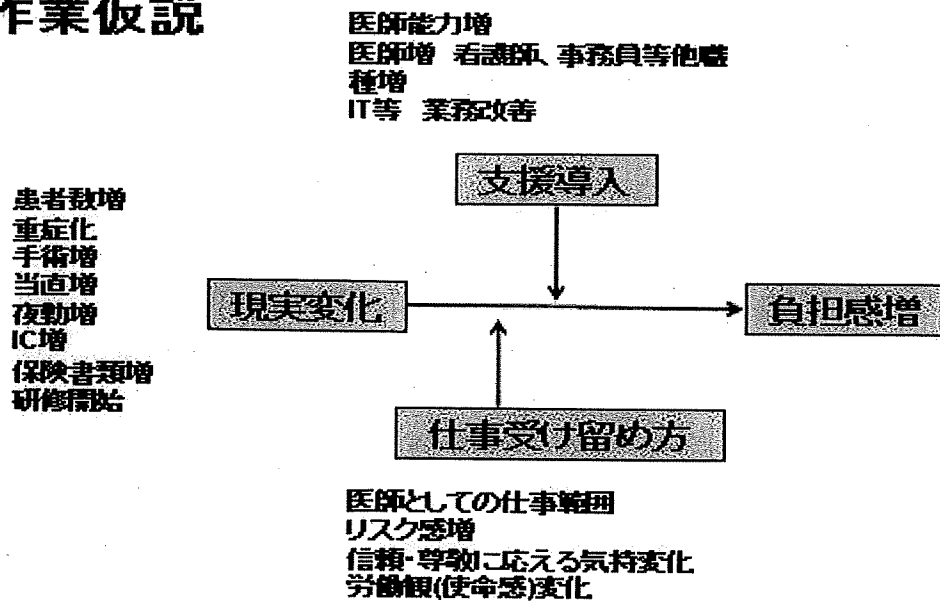 作業仮説
医師能力増
医師増 看護師、事務員等他職
種増
IT等 業務改善
支援導入
患者数増
重症化
手術増
当直増
夜勤増
IC増
保険書類増
研修開始
現実変化
負担感増
仕事受け留め方
医師としての仕事範囲
リスク感増
信頼・尊敬に応える気持変化
労働観(使命感)変化